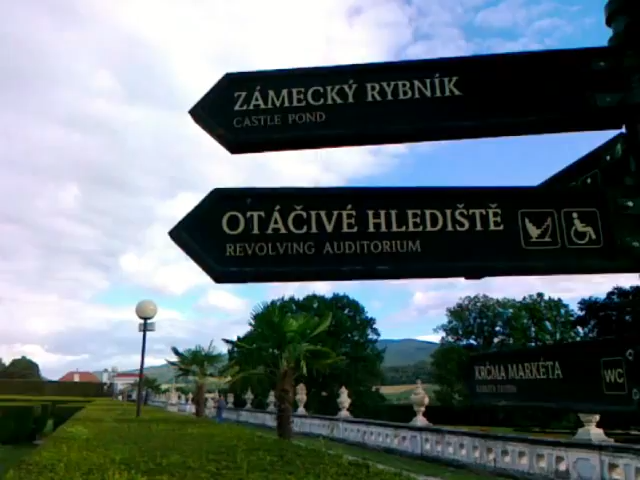 ZÁMECKÝ RYBNÍK
CASTLE POND
OTÁČIVÉ HLEDIŠTĚ
REVOLVING AUDITORIUM
KRČMA MARKÉTA
WC